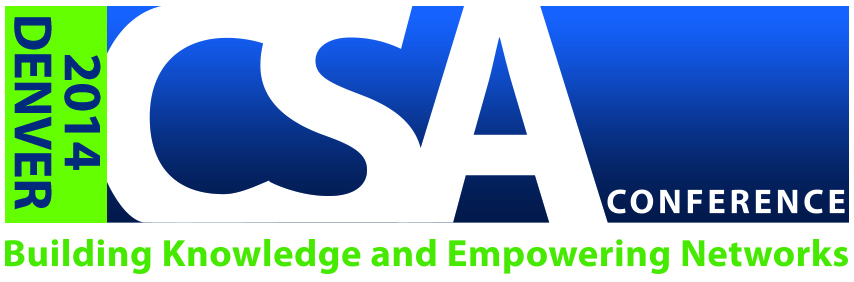 DENVER
2014
CSA
CONFERENCE
Building Knowledge and Empowering Networks